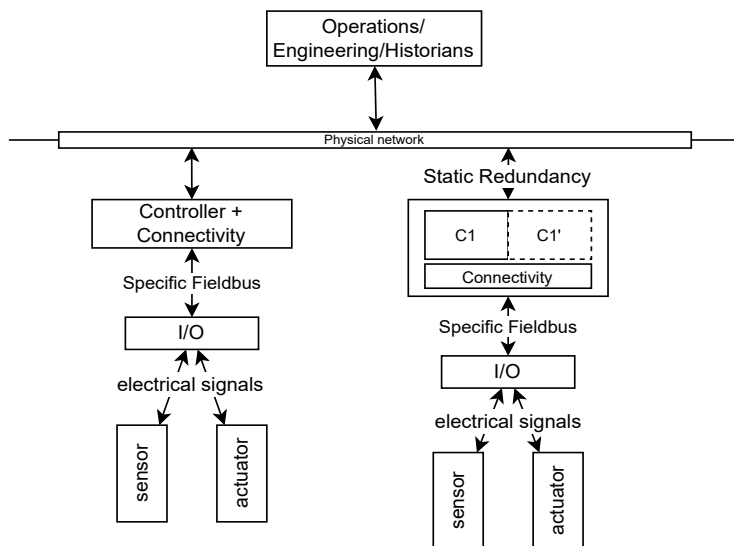 Operations/
Engineering/Historians
Physical network
Static Redundancy
Controller +
Connectivity
C1
C1'
Connectivity
Specific Fieldbus
Specific Fieldbus
I/O
I/O
electrical signals
electrical signals
sensor
actuator
sensor
actuator